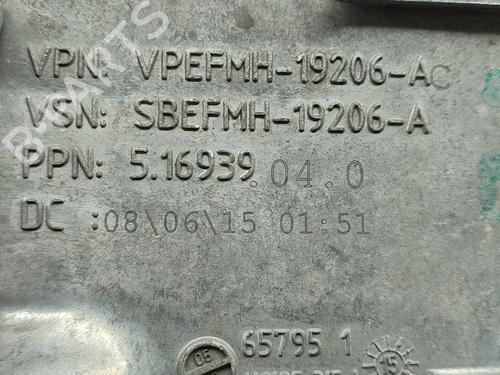 VPN: VPEFMH-19206-AC
VSN: SBEFMH-19206-A
PPN: 5.16939.04.0
DC :08\06\15 01:51
65795 1
B-PARTS